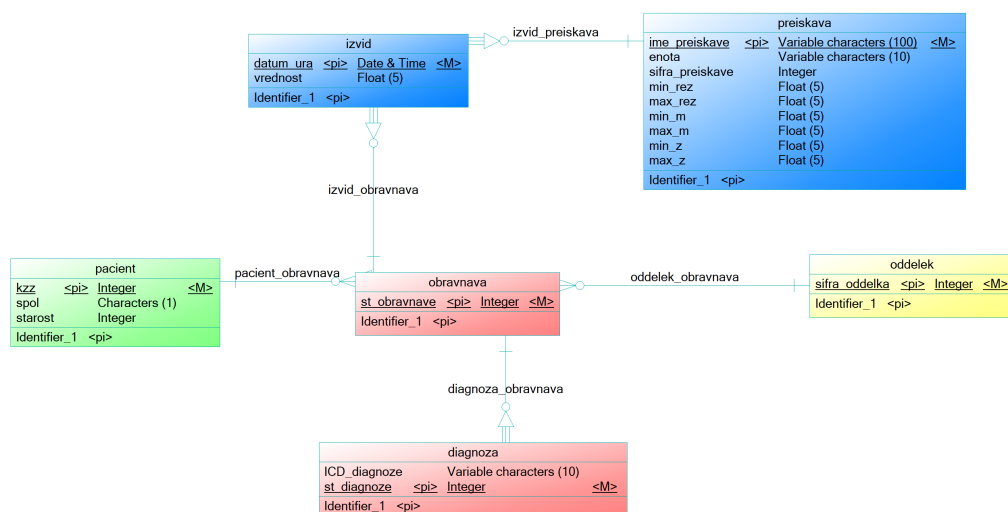 izvid
datum_ura <pi> Date & Time <M>
vrednost Float (5)
Identifier_1 <pi>
izvid_preiskava
preiskava
ime_preiskave <pi> Variable characters (100) <M>
enota Variable characters (10)
sifra_preiskave Integer
min_rez Float (5)
max_rez Float (5)
min_m Float (5)
max_m Float (5)
min_z Float (5)
max_z Float (5)
Identifier_1 <pi>
izvid_obravnava
pacient
kzz <pi> Integer <M>
spol Characters (1)
starost Integer
Identifier_1 <pi>
pacient_obravnava
obravnava
st_obravnave <pi> Integer <M>
Identifier_1 <pi>
oddelek_obravnava
oddelek
sifra_oddelka <pi> Integer <M>
Identifier_1 <pi>
diagnoza_obravnava
diagnoza
ICD_diagnoze Variable characters (10)
st_diagnoze <pi> Integer <M>
Identifier_1 <pi>